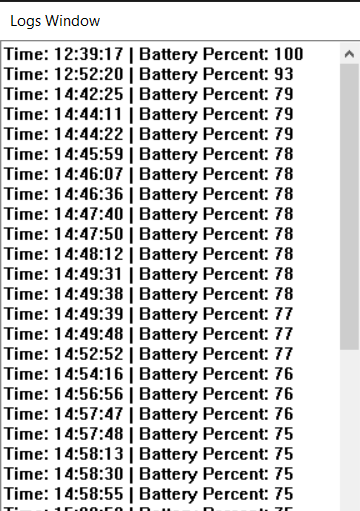 Logs Window
Time: 12:39:17 | Battery Percent: 100
Time: 12:52:20 | Battery Percent: 93
Time: 14:42:25 | Battery Percent: 79
Time: 14:44:11 | Battery Percent: 79
Time: 14:44:22 | Battery Percent: 79
Time: 14:45:59 | Battery Percent: 78
Time: 14:46:07 | Battery Percent: 78
Time: 14:46:36 | Battery Percent: 78
Time: 14:47:40 | Battery Percent: 78
Time: 14:47:50 | Battery Percent: 78
Time: 14:48:12 | Battery Percent: 78
Time: 14:49:31 | Battery Percent: 78
Time: 14:49:38 | Battery Percent: 78
Time: 14:49:39 | Battery Percent: 77
Time: 14:49:48 | Battery Percent: 77
Time: 14:52:52 | Battery Percent: 77
Time: 14:54:16 | Battery Percent: 76
Time: 14:56:56 | Battery Percent: 76
Time: 14:57:47 | Battery Percent: 76
Time: 14:57:48 | Battery Percent: 75
Time: 14:58:13 | Battery Percent: 75
Time: 14:58:30 | Battery Percent: 75
Time: 14:58:55 | Battery Percent: 75
Time: | Battery Percent: 75